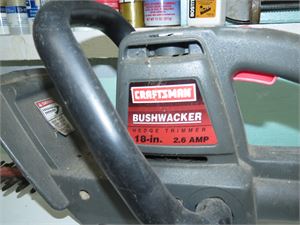 CRAFTSMAN
BUSHWACKER
HEDGE TRIMMER
18-in. 2.6 AMP